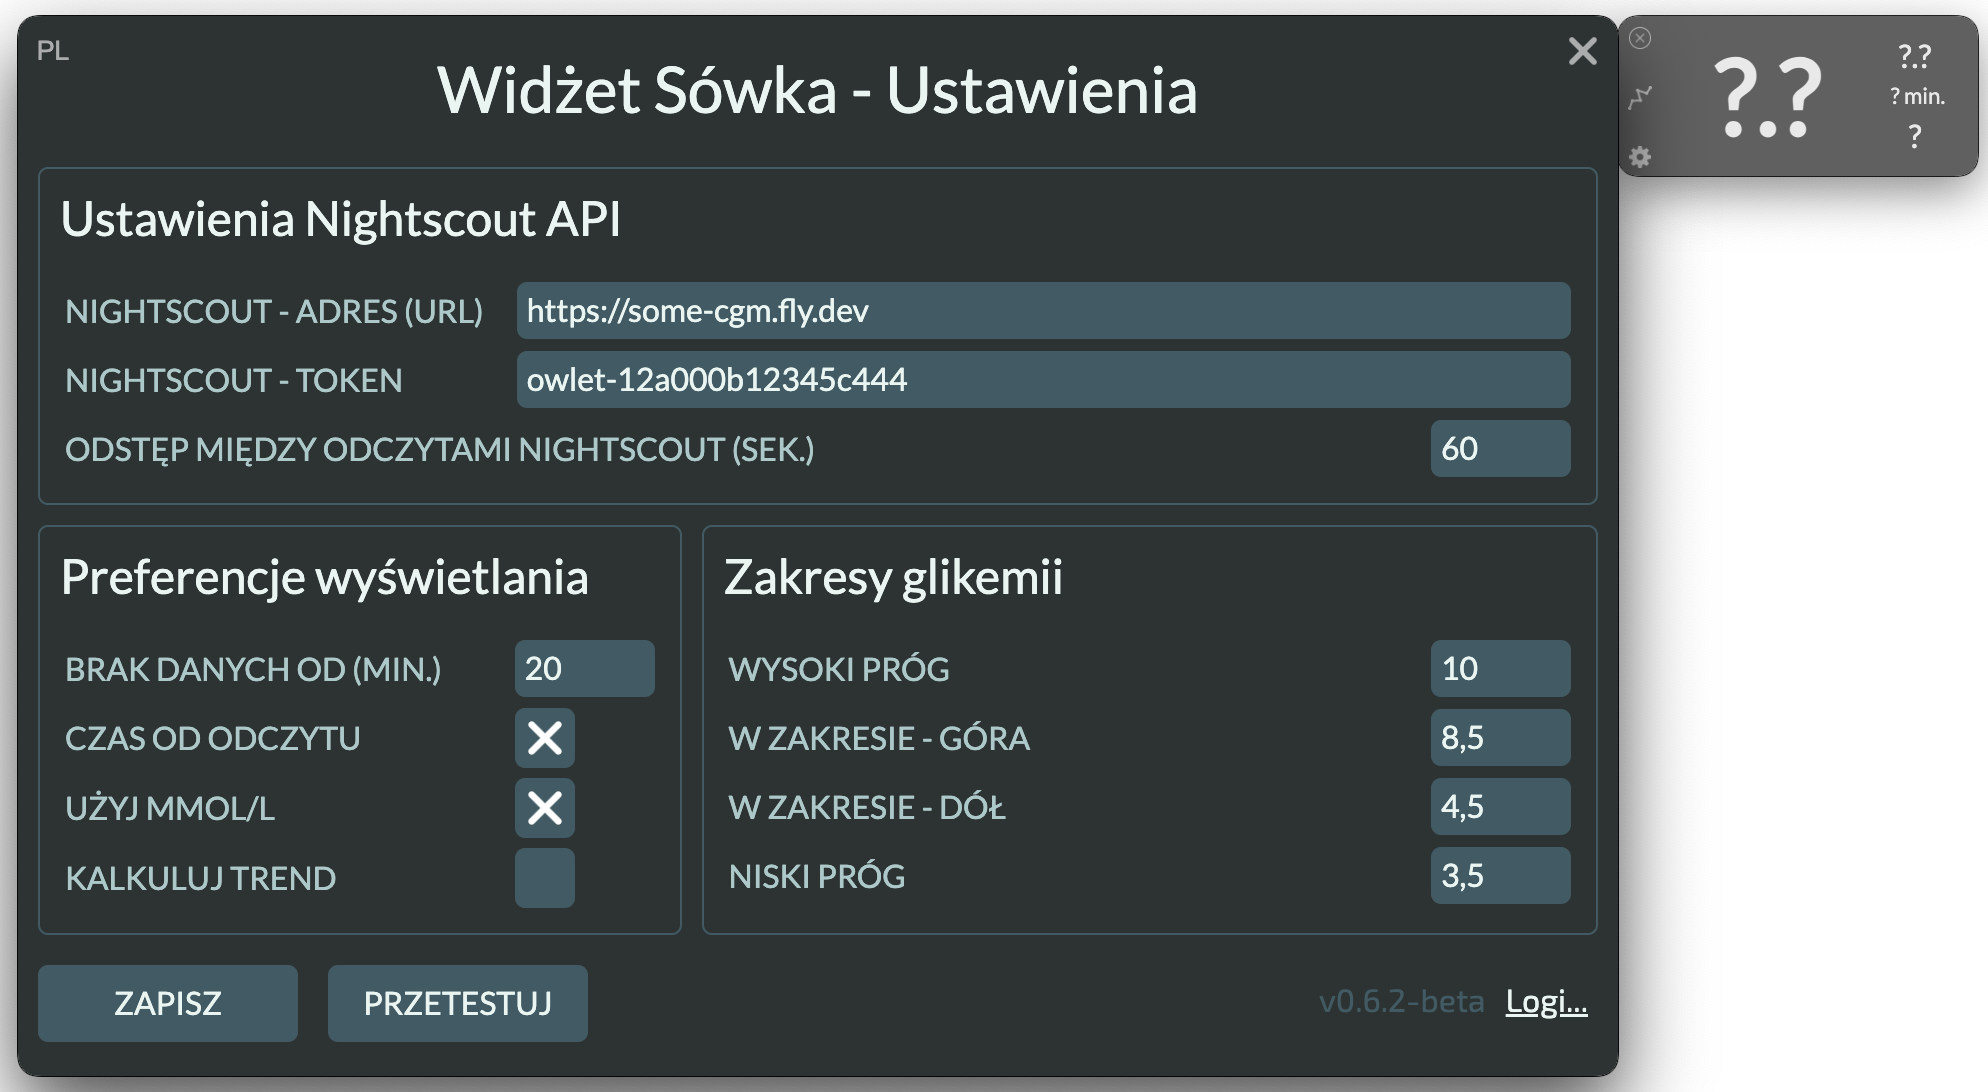 PL
Widżet Sówka - Ustawienia
Ustawienia Nightscout API
NIGHTSCOUT - ADRES (URL) https://some-cgm.fly.dev
NIGHTSCOUT - TOKEN owlet-12a000b12345c444
ODSTĘP MIĘDZY ODCZYTAMI NIGHTSCOUT (SEK.) 60
Preferencje wyświetlania
BRAK DANYCH OD (MIN.) 20
CZAS OD ODCZYTU
UŻYJ MMOL/L
KALKULUJ TREND
Zakresy glikemii
WYSOKI PRÓG 10
W ZAKRESIE - GÓRA 8,5
W ZAKRESIE - DÓŁ 4,5
NISKI PRÓG 3,5
ZAPISZ
PRZETESTUJ
v0.6.2-beta Logi...
?.?
?.?
? min.
?